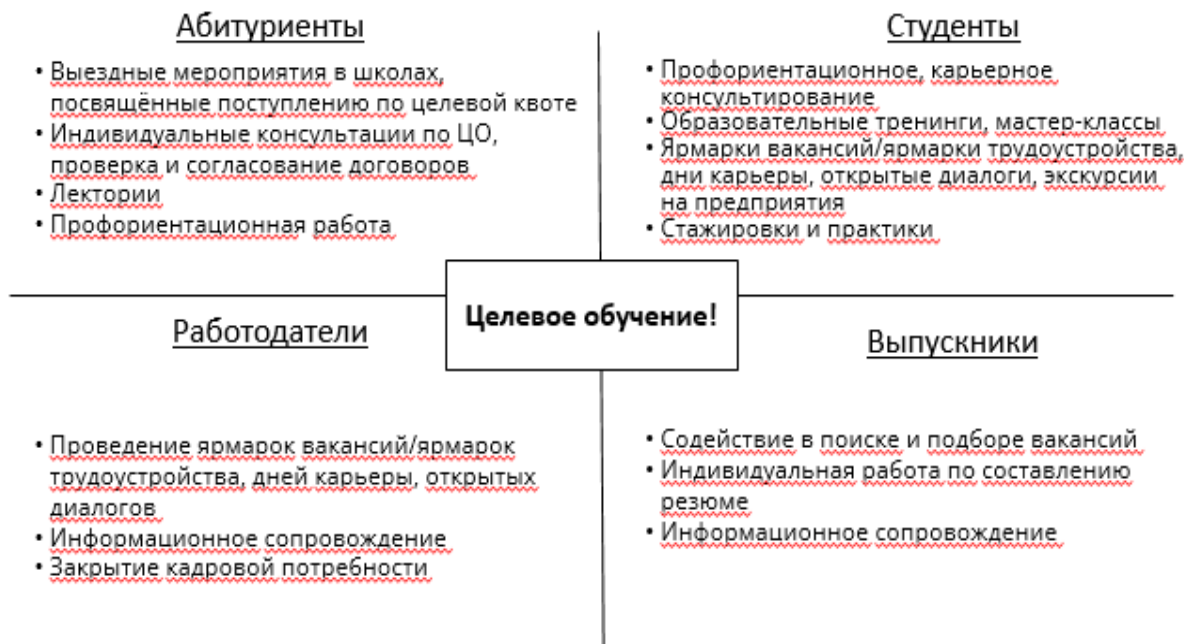 Абитуриенты
• Выездные мероприятия в школах,
посвящённые поступлению по целевой квоте
• Индивидуальные консультации по ЦО,
проверка и согласование договоров
• Лектории
• Профориентационная работа
Студенты
• Профориентационное, карьерное
консультирование
• Образовательные тренинги, мастер-классы
• Ярмарки вакансий/ярмарки трудоустройства,
дни карьеры, открытые диалоги, экскурсии
на предприятия
• Стажировки и практики
Целевое обучение!
Работодатели
• Проведение ярмарок вакансий/ярмарок
трудоустройства, дней карьеры, открытых
диалогов
• Информационное сопровождение
• Закрытие кадровой потребности
Выпускники
• Содействие в поиске и подборе вакансий
• Индивидуальная работа по составлению
резюме
• Информационное сопровождение